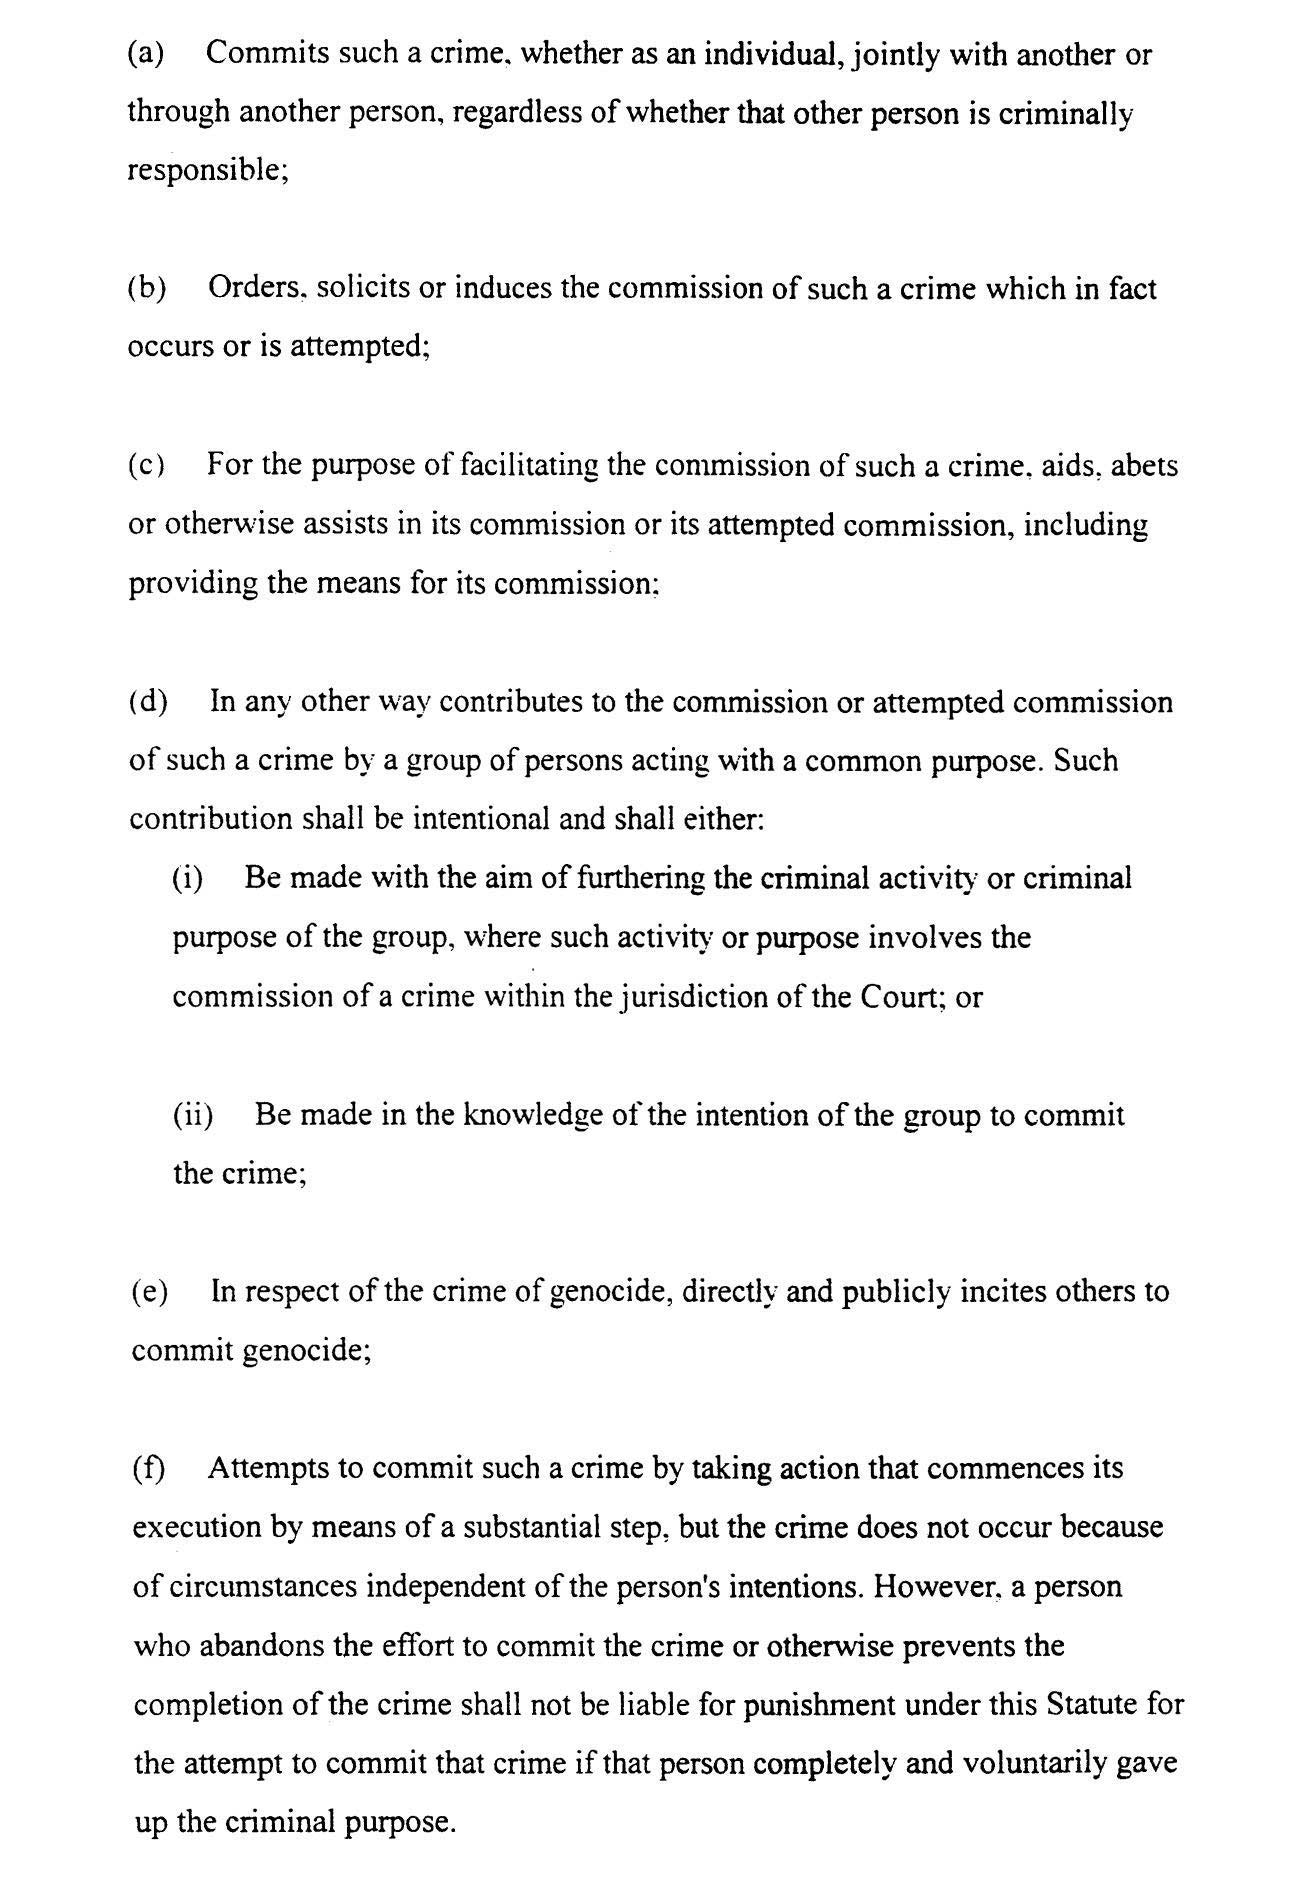 (a) Commits such a crime, whether as an individual, jointly with another or
through another person, regardless of whether that other person is criminally
responsible;
(b) Orders, solicits or induces the commission of such a crime which in fact
occurs or is attempted;
(c) For the purpose of facilitating the commission of such a crime, aids, abets
or otherwise assists in its commission or its attempted commission, including
providing the means for its commission;
(d) In any other way contributes to the commission or attempted commission
of such a crime by a group of persons acting with a common purpose. Such
contribution shall be intentional and shall either:
(i) Be made with the aim of furthering the criminal activity or criminal
purpose of the group, where such activity or purpose involves the
commission of a crime within the jurisdiction of the Court; or
(ii) Be made in the knowledge of the intention of the group to commit
the crime;
(e) In respect of the crime of genocide, directly and publicly incites others to
commit genocide;
(f) Attempts to commit such a crime by taking action that commences its
execution by means of a substantial step, but the crime does not occur because
of circumstances independent of the person's intentions. However, a person
who abandons the effort to commit the crime or otherwise prevents the
completion of the crime shall not be liable for punishment under this Statute for
the attempt to commit that crime if that person completely and voluntarily gave
up the criminal purpose.